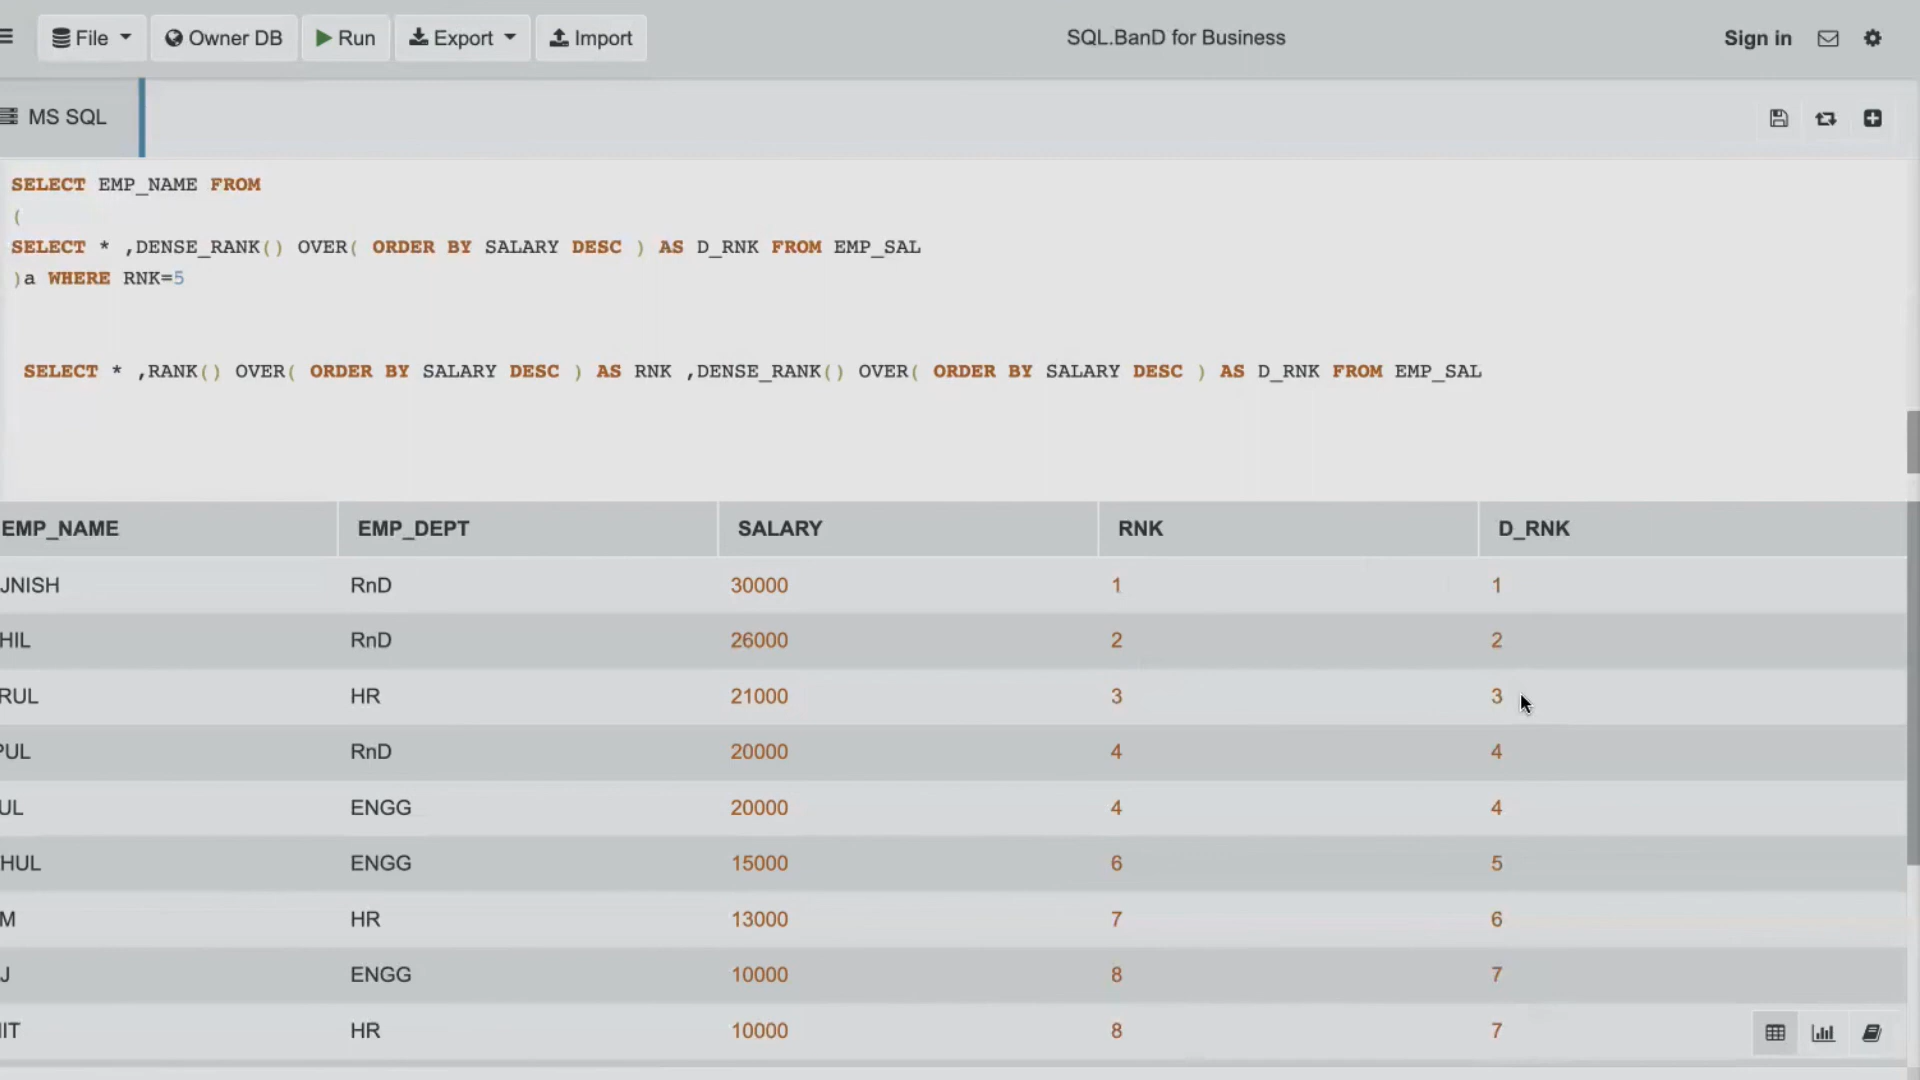 File Owner DB Run Export Import SQL.BanD for Business Sign in
MS SQL
SELECT EMP_NAME FROM
(
SELECT * ,DENSE_RANK() OVER( ORDER BY SALARY DESC ) AS D_RNK FROM EMP_SAL
)a WHERE RNK=5
SELECT * ,RANK() OVER( ORDER BY SALARY DESC ) AS RNK ,DENSE_RANK() OVER( ORDER BY SALARY DESC ) AS D_RNK FROM EMP_SAL
EMP_NAME EMP_DEPT SALARY RNK D_RNK
JNISH RnD 30000 1 1
HIL RnD 26000 2 2
RUL HR 21000 3 3
PUL RnD 20000 4 4
UL ENGG 20000 4 4
HUL ENGG 15000 6 5
M HR 13000 7 6
J ENGG 10000 8 7
IIT HR 10000 8 7